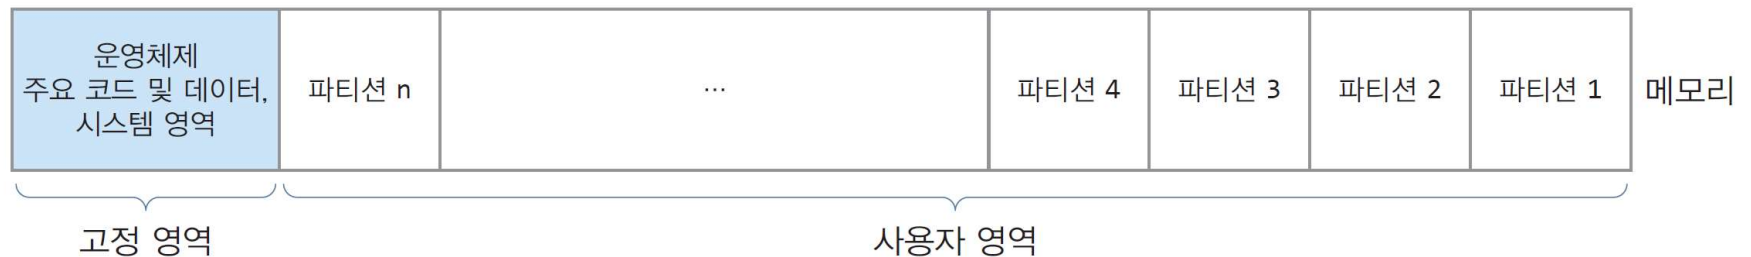 운영체제
주요 코드 및 데이터,
시스템 영역
파티션 n
…
파티션 4
파티션 3
파티션 2
파티션 1
메모리
고정 영역
사용자 영역